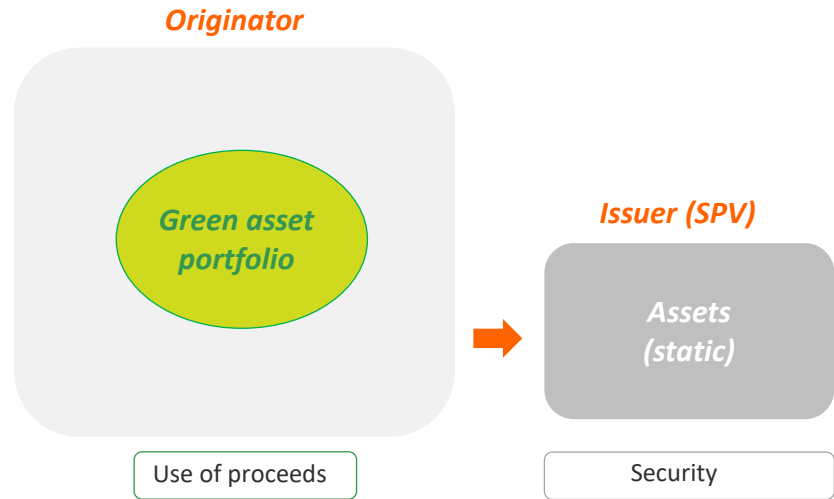 Originator
Green asset
portfolio
Issuer (SPV)
Assets
(static)
Use of proceeds
Security